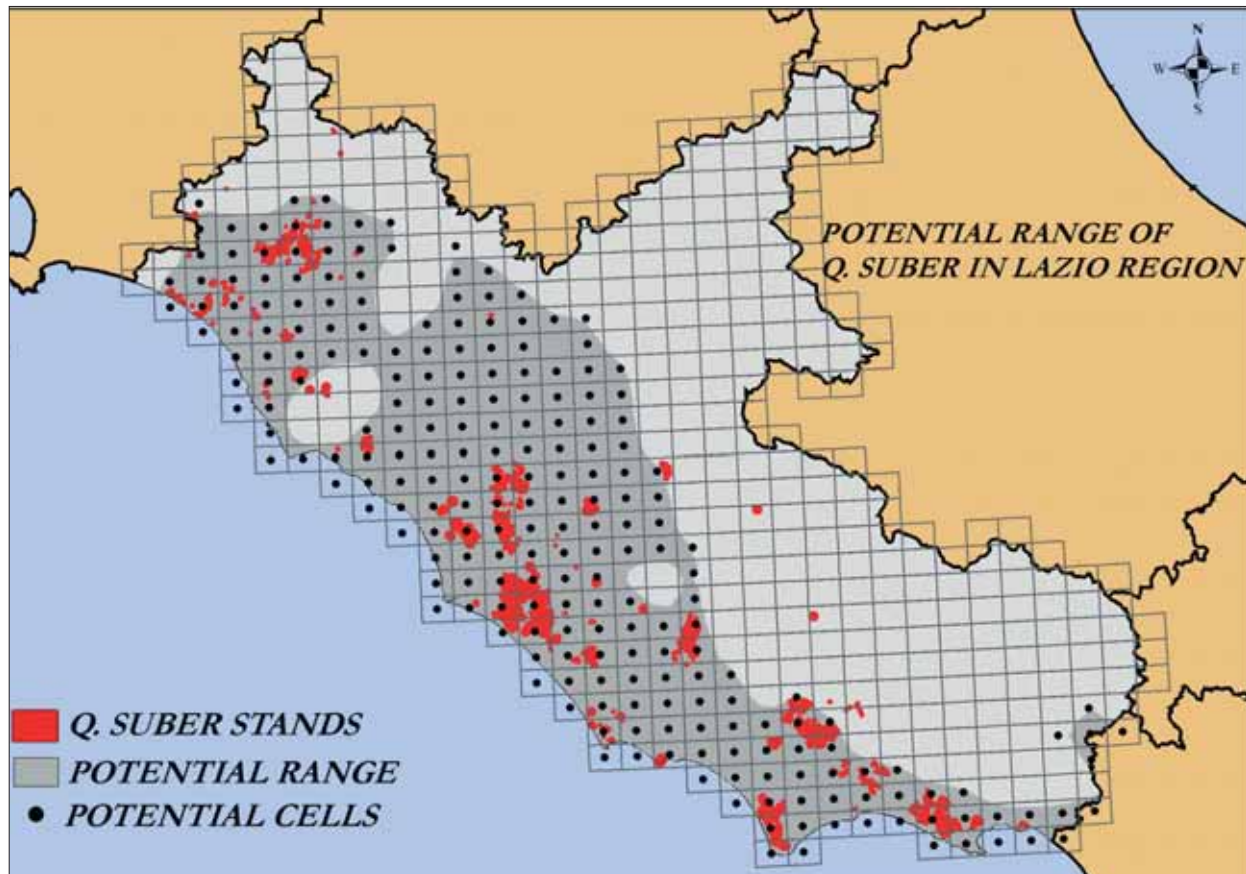 N
W E
S
POTENTIAL RANGE OF
Q. SUBER IN LAZIO REGION
Q. SUBER STANDS
POTENTIAL RANGE
POTENTIAL CELLS